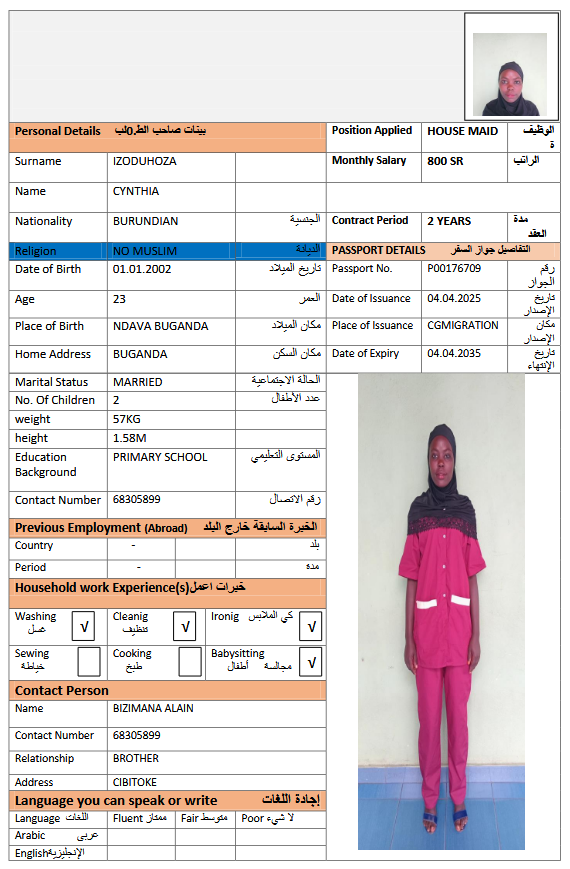 Personal Details بينات صاحب الط,0لب
Position Applied HOUSE MAID الوظيفة
Surname IZODUHOZA
Monthly Salary 800 SR الراتب
Name CYNTHIA
Nationality BURUNDIAN الجنسية
Contract Period 2 YEARS مدة العقد
Religion NO MUSLIM الديانة
PASSPORT DETAILS التفاصيل جواز السفر
Date of Birth 01.01.2002 تاريخ الميلاد
Passport No. P00176709 رقم الجواز
Age 23 العمر
Date of Issuance 04.04.2025 تاريخ الإصدار
Place of Birth NDAVA BUGANDA مكان الميلاد
Place of Issuance CGMIGRATION مكان الإصدار
Home Address BUGANDA مكان السكن
Date of Expiry 04.04.2035 تاريخ الإنتهاء
Marital Status MARRIED الحالة الاجتماعية
No. Of Children 2 عدد الأطفال
weight 57KG
height 1.58M
Education Background PRIMARY SCHOOL المستوى التعليمي
Contact Number 68305899 رقم الاتصال
Previous Employment (Abroad) الخبرة السابقة خارج البلد
Country - بلد
Period - مدة
Household work Experience(s) خبرات اعمل
Washing غسل √ Cleanig تنظيف √ Ironig كي الملابس √
Sewing خياطة Cooking طبخ Babysitting مجالسة أطفال √
Contact Person
Name BIZIMANA ALAIN
Contact Number 68305899
Relationship BROTHER
Address CIBITOKE
Language you can speak or write إجادة اللغات
Language اللغات Fluent ممتاز Fair متوسط Poor لا شيء
Arabic عربى
English الإنجليزية